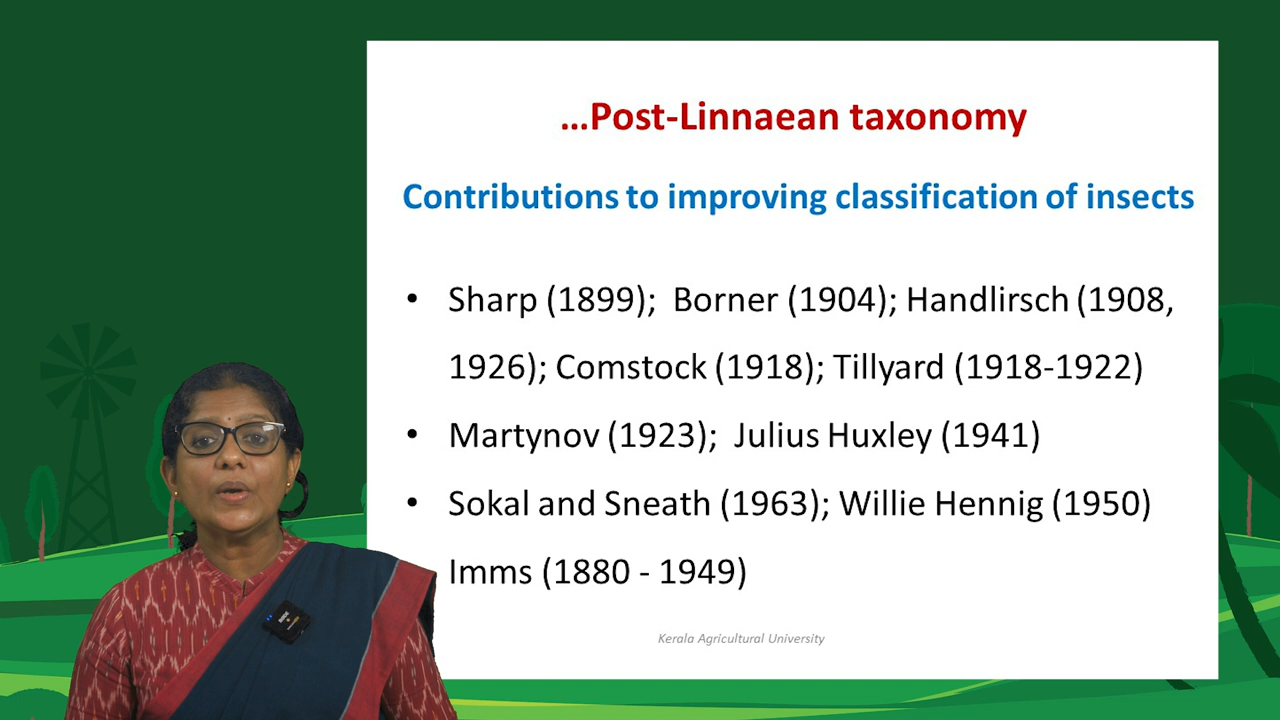 …Post-Linnaean taxonomy
Contributions to improving classification of insects
• Sharp (1899); Borner (1904); Handlirsch (1908,
1926); Comstock (1918); Tillyard (1918-1922)
• Martynov (1923); Julius Huxley (1941)
• Sokal and Sneath (1963); Willie Hennig (1950)
Imms (1880 - 1949)
Kerala Agricultural University